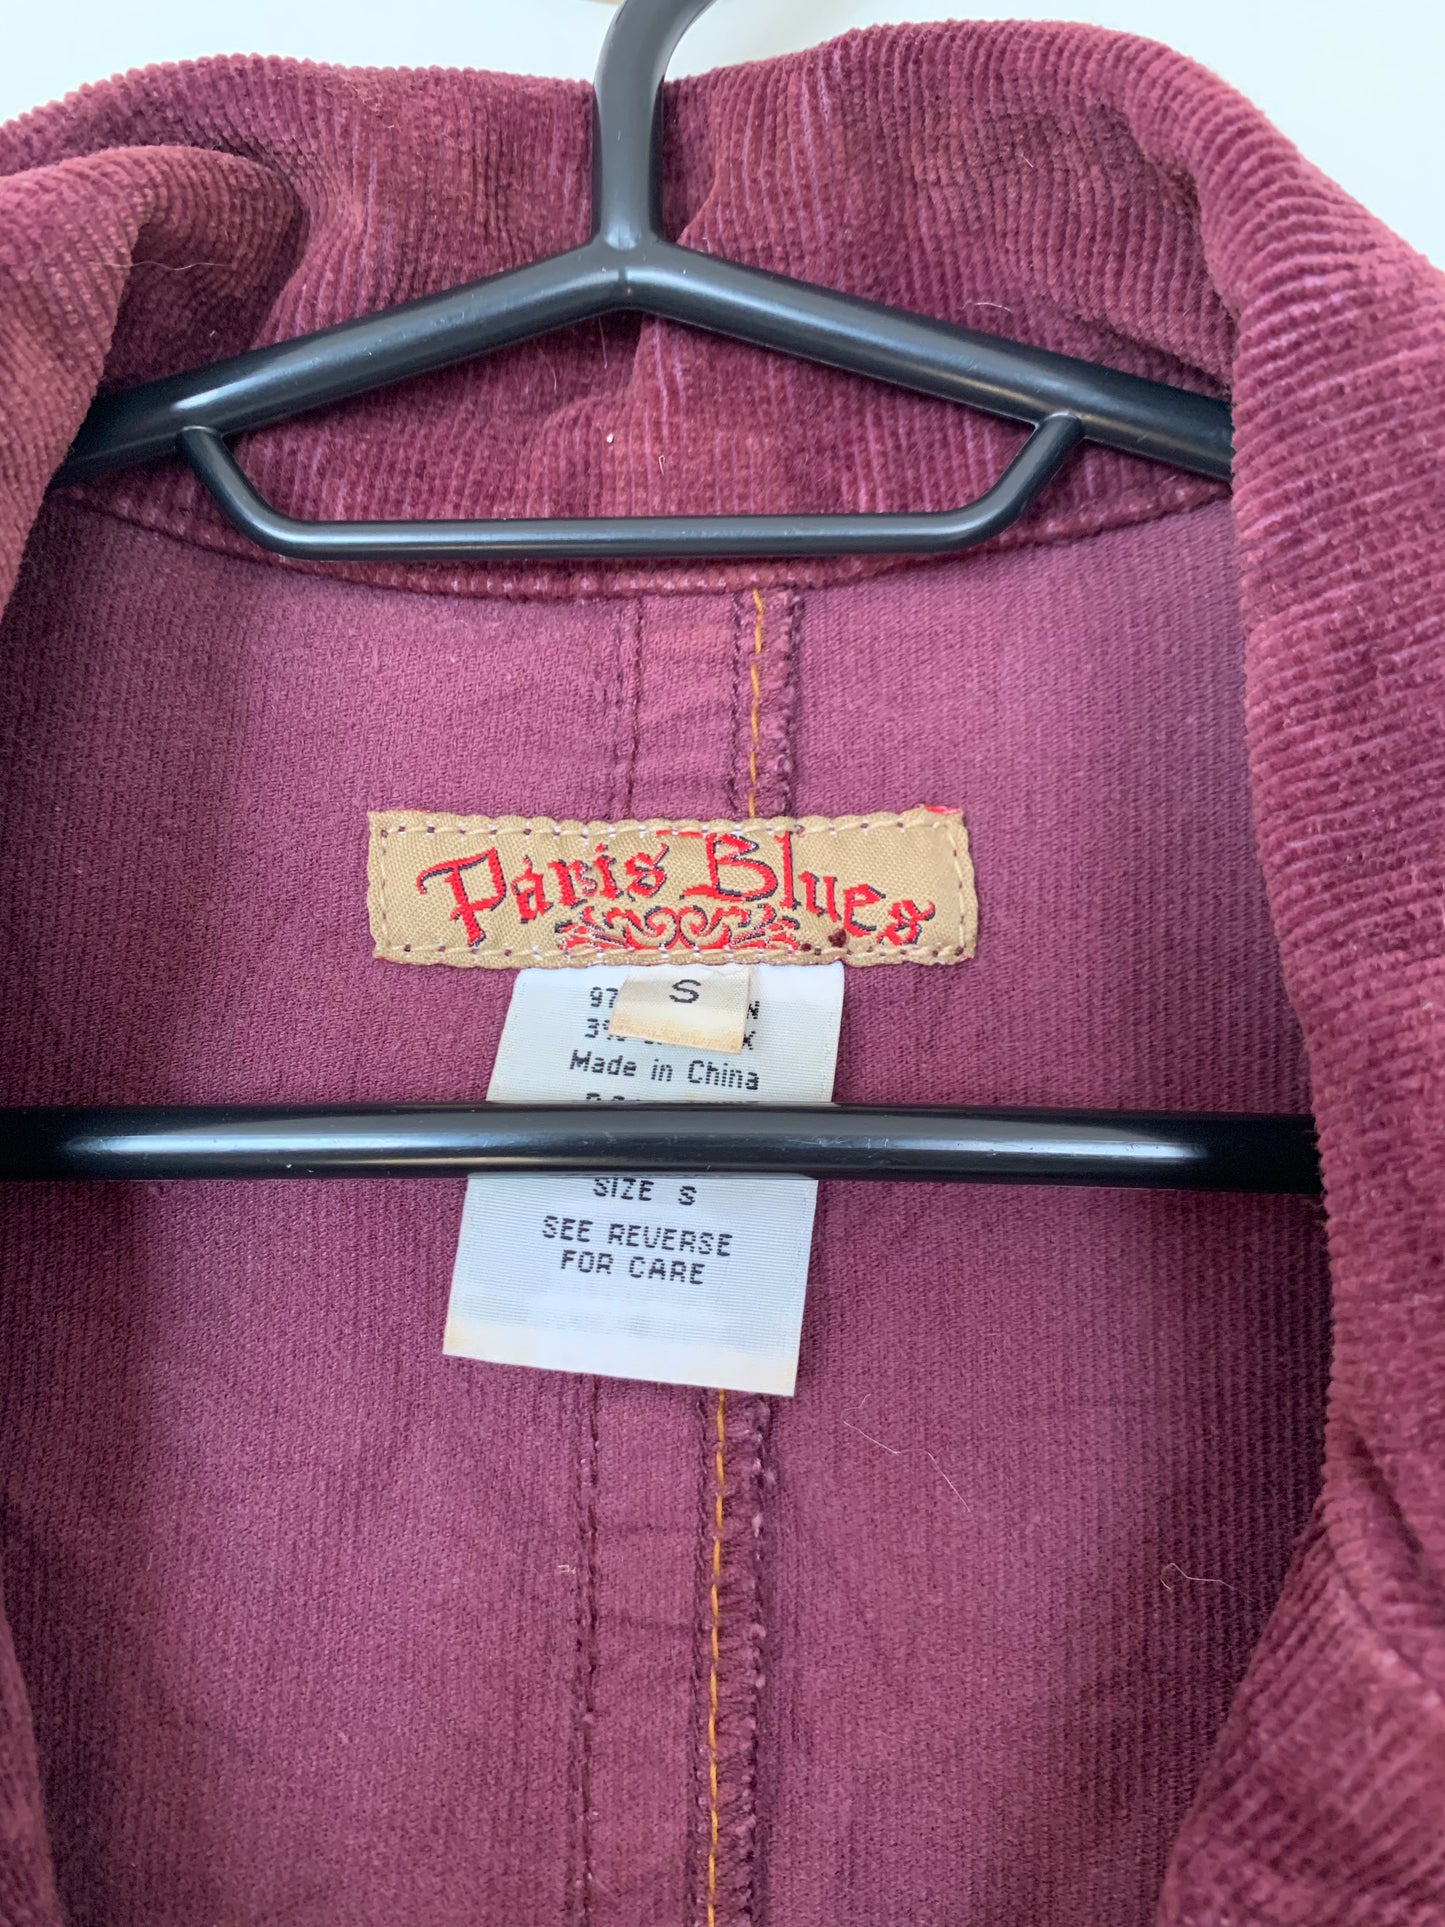 Paris Blues
S
Made in China
SIZE S
SEE REVERSE
FOR CARE